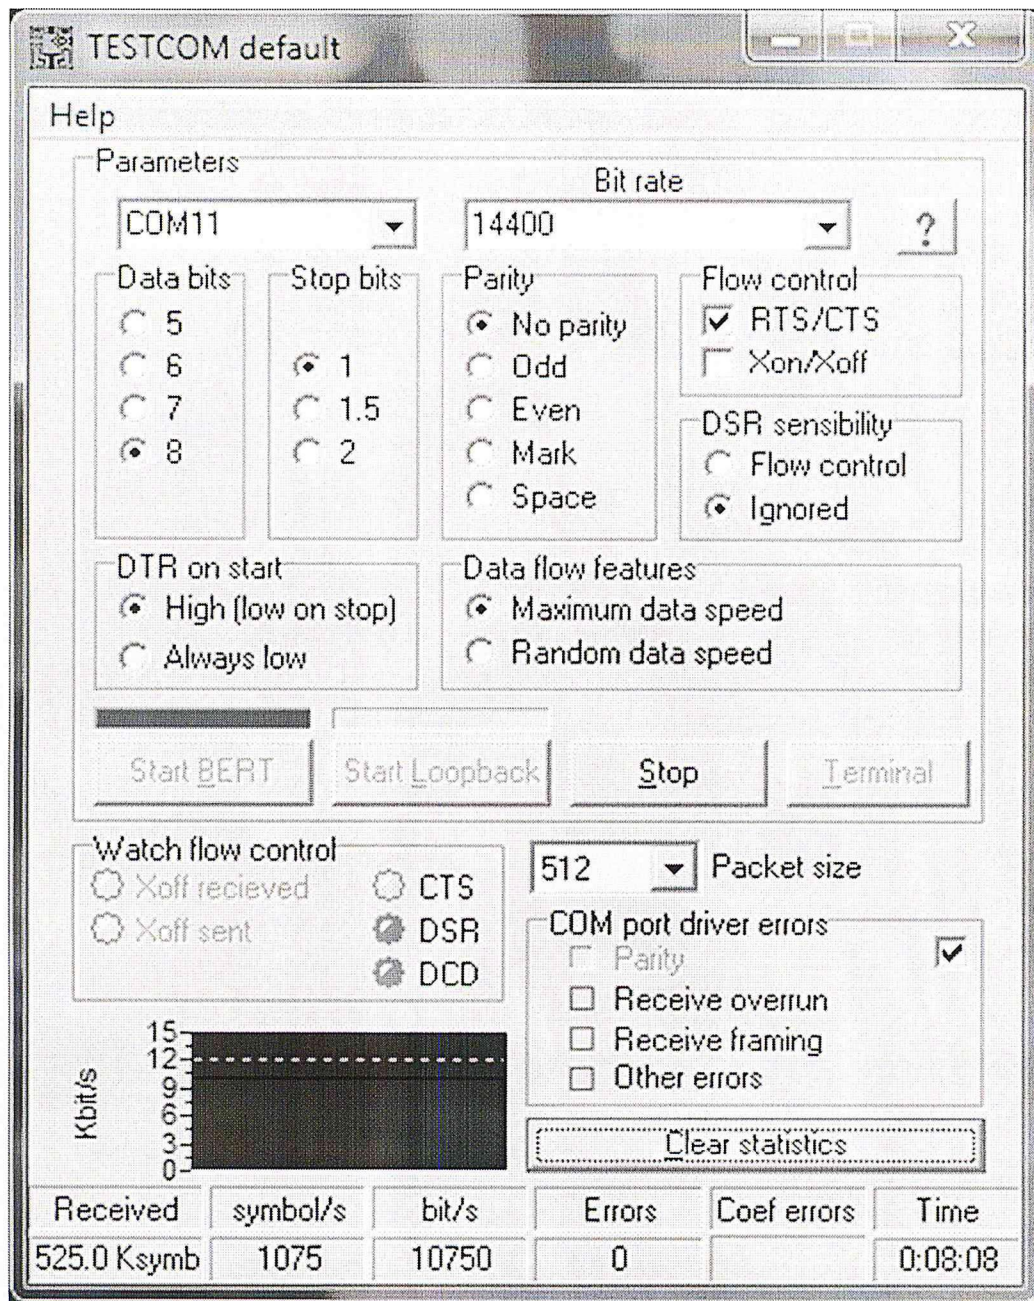 TESTCOM default
Help
Parameters
Bit rate
COM11 14400 ?
Data bits Stop bits Parity Flow control
5 No parity RTS/CTS
6 1 Odd Xon/Xoff
7 1.5 Even DSR sensibility
8 2 Mark Flow control
Space Ignored
DTR on start Data flow features
High (low on stop) Maximum data speed
Always low Random data speed
Start BERT Start Loopback Stop Terminal
Watch flow control 512 Packet size
Xoff recieved CTS COM port driver errors
Xoff sent DSR Parity
DCD Receive overrun
Receive framing
Other errors
Kbit/s
15
12
9
6
3
0
Clear statistics
Received symbol/s bit/s Errors Coef errors Time
525.0 Ksymb 1075 10750 0 0:08:08